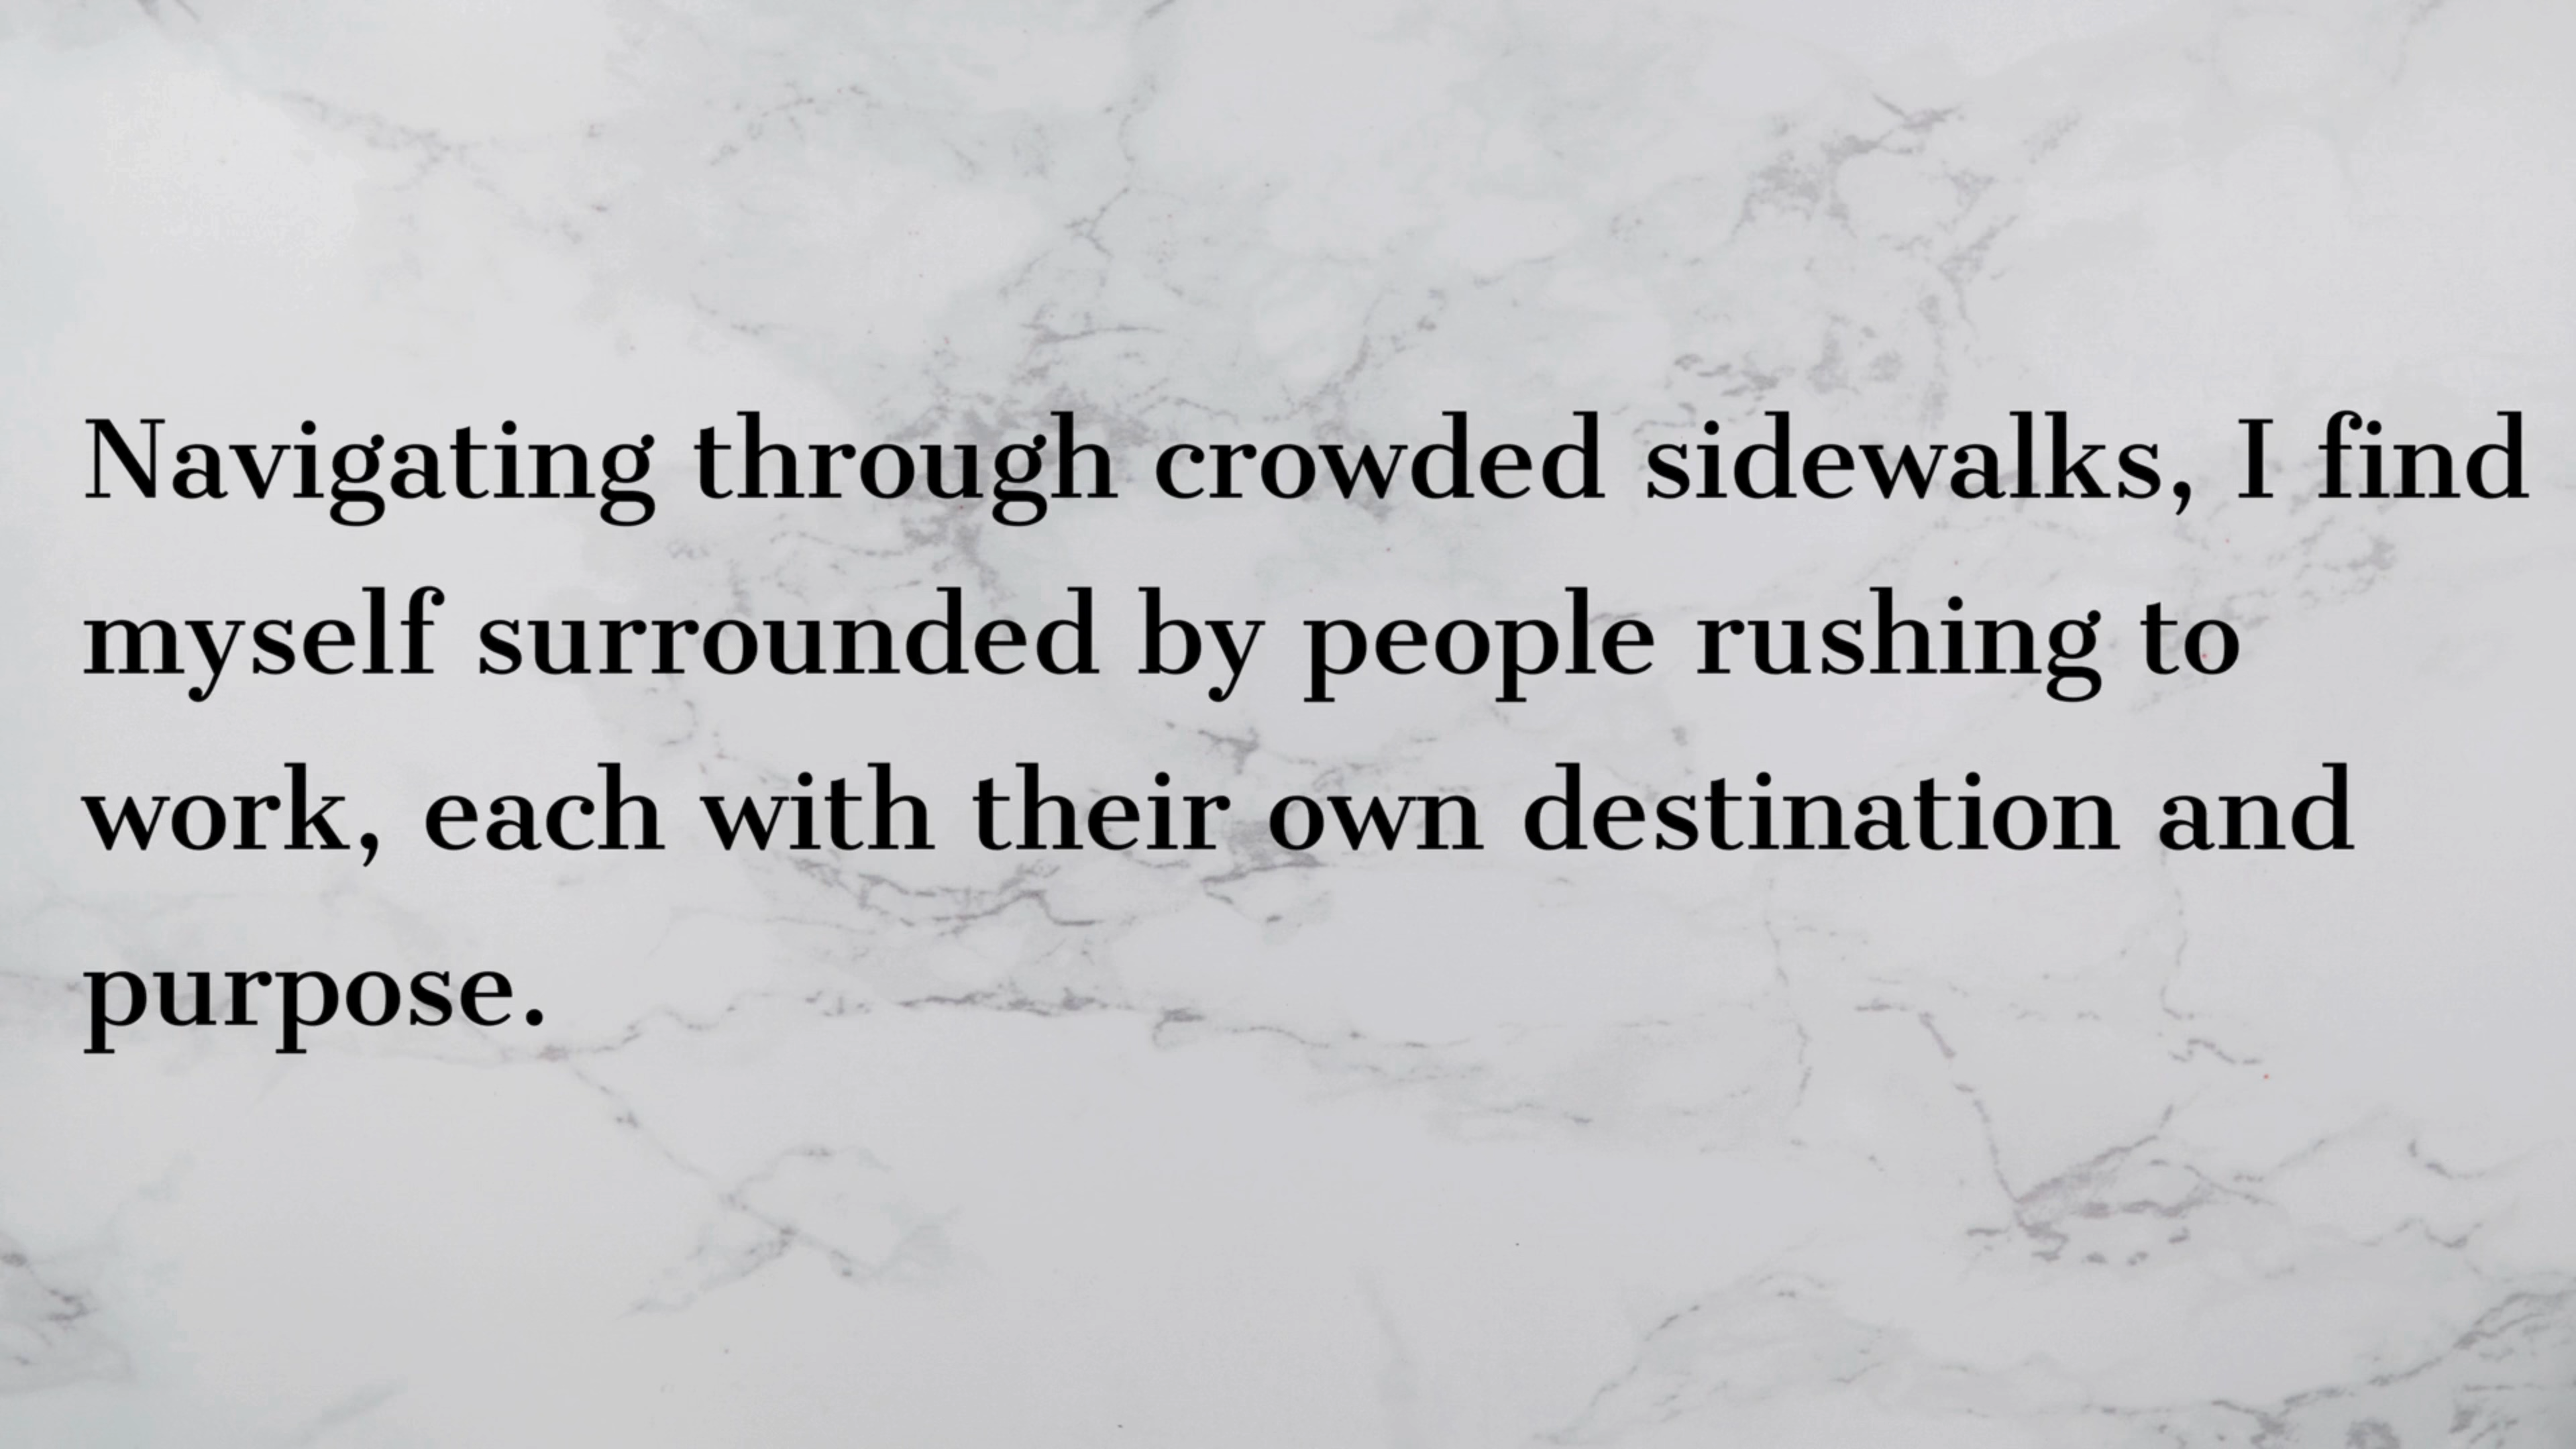 Navigating through crowded sidewalks, I find
myself surrounded by people rushing to
work, each with their own destination and
purpose.